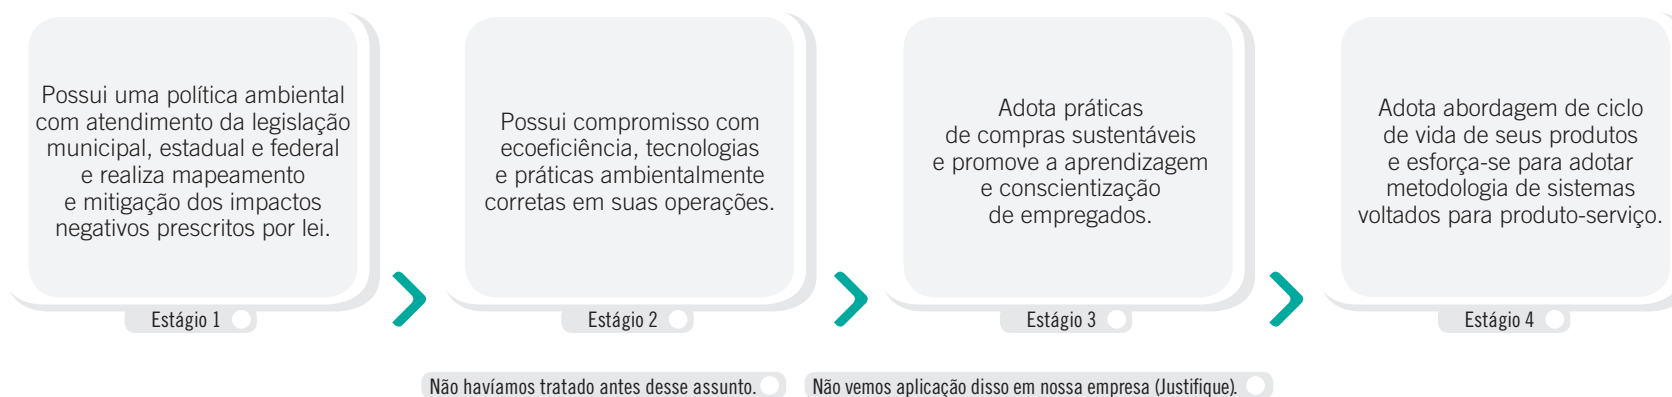 Possui uma política ambiental
com atendimento da legislação
municipal, estadual e federal
e realiza mapeamento
e mitigação dos impactos
negativos prescritos por lei.
Estágio 1
Possui compromisso com
ecoeficiência, tecnologias
e práticas ambientalmente
corretas em suas operações.
Estágio 2
Adota práticas
de compras sustentáveis
e promove a aprendizagem
e conscientização
de empregados.
Estágio 3
Adota abordagem de ciclo
de vida de seus produtos
e esforça-se para adotar
metodologia de sistemas
voltados para produto-serviço.
Estágio 4
Não havíamos tratado antes desse assunto.
Não vemos aplicação disso em nossa empresa (Justifique).